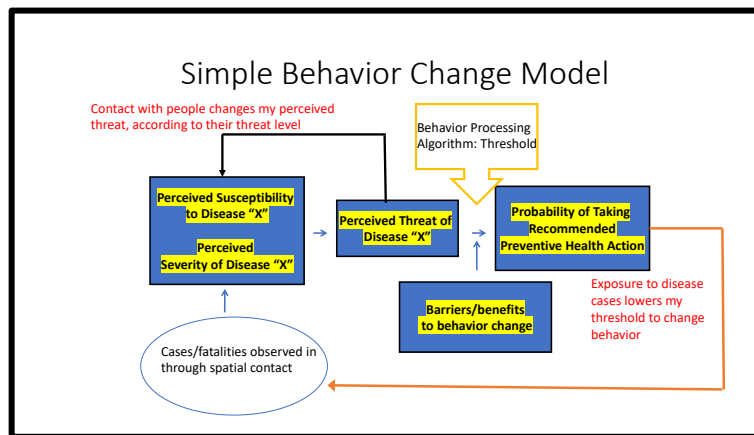 Simple Behavior Change Model
Contact with people changes my perceived
threat, according to their threat level
Behavior Processing
Algorithm: Threshold
Perceived Susceptibility
to Disease “X”
Perceived
Severity of Disease “X”
Perceived Threat of
Disease “X”
Probability of Taking
Recommended
Preventive Health Action
Barriers/benefits
to behavior change
Exposure to disease
cases lowers my
threshold to change
behavior
Cases/fatalities observed in
through spatial contact